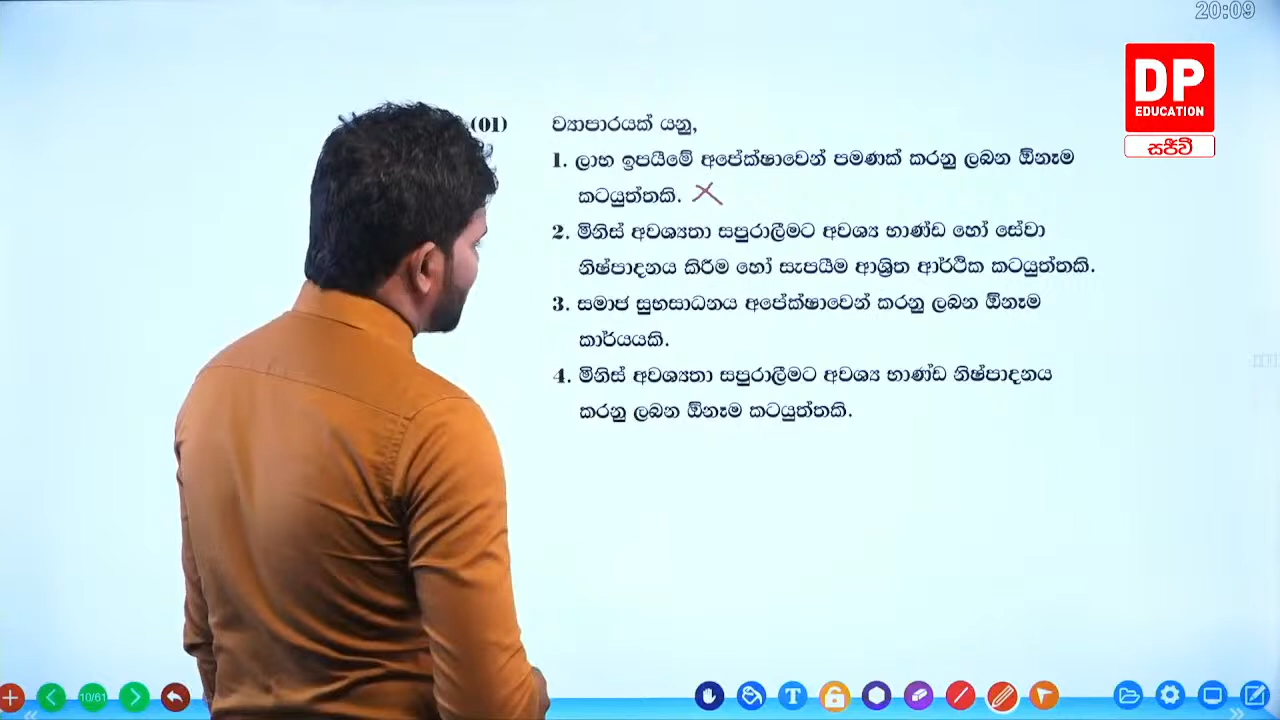 20:09
DP
EDUCATION
සජීවී
(01) ව්‍යාපාරයක් යනු,
1. ලාභ ඉපයීමේ අපේක්ෂාවෙන් පමණක් කරනු ලබන ඕනෑම
කටයුත්තකි.
2. මිනිස් අවශ්‍යතා සපුරාලීමට අවශ්‍ය භාණ්ඩ හෝ සේවා
නිෂ්පාදනය කිරීම හෝ සැපයීම ආශ්‍රිත ආර්ථික කටයුත්තකි.
3. සමාජ සුභසාධනය අපේක්ෂාවෙන් කරනු ලබන ඕනෑම
කාර්යයකි.
4. මිනිස් අවශ්‍යතා සපුරාලීමට අවශ්‍ය භාණ්ඩ නිෂ්පාදනය
කරනු ලබන ඕනෑම කටයුත්තකි.
10/61
T